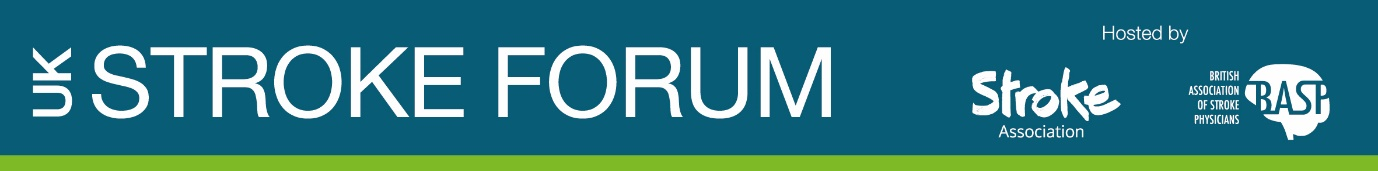 UK STROKE FORUM
Hosted by
Stroke
Association
BRITISH
ASSOCIATION
OF STROKE
PHYSICIANS
BASP